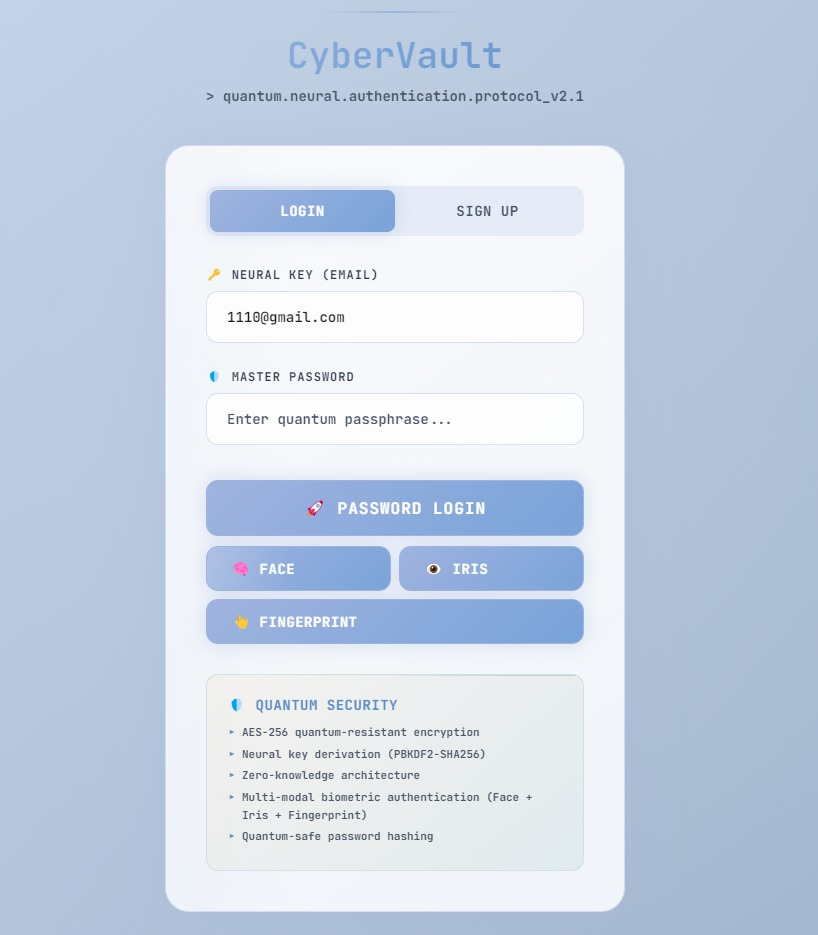 CyberVault
> quantum.neural.authentication.protocol_v2.1
LOGIN
SIGN UP
🔑 NEURAL KEY (EMAIL)
1110@gmail.com
🛡️ MASTER PASSWORD
Enter quantum passphrase...
🚀 PASSWORD LOGIN
🧠 FACE
👁️ IRIS
👆 FINGERPRINT
🛡️ QUANTUM SECURITY
▸ AES-256 quantum-resistant encryption
▸ Neural key derivation (PBKDF2-SHA256)
▸ Zero-knowledge architecture
▸ Multi-modal biometric authentication (Face +
Iris + Fingerprint)
▸ Quantum-safe password hashing